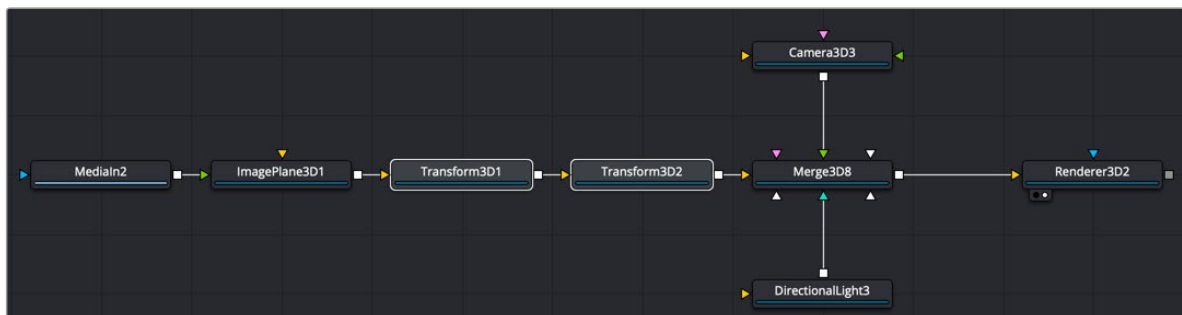 Camera3D3
MediaIn2
ImagePlane3D1
Transform3D1
Transform3D2
Merge3D8
Renderer3D2
DirectionalLight3